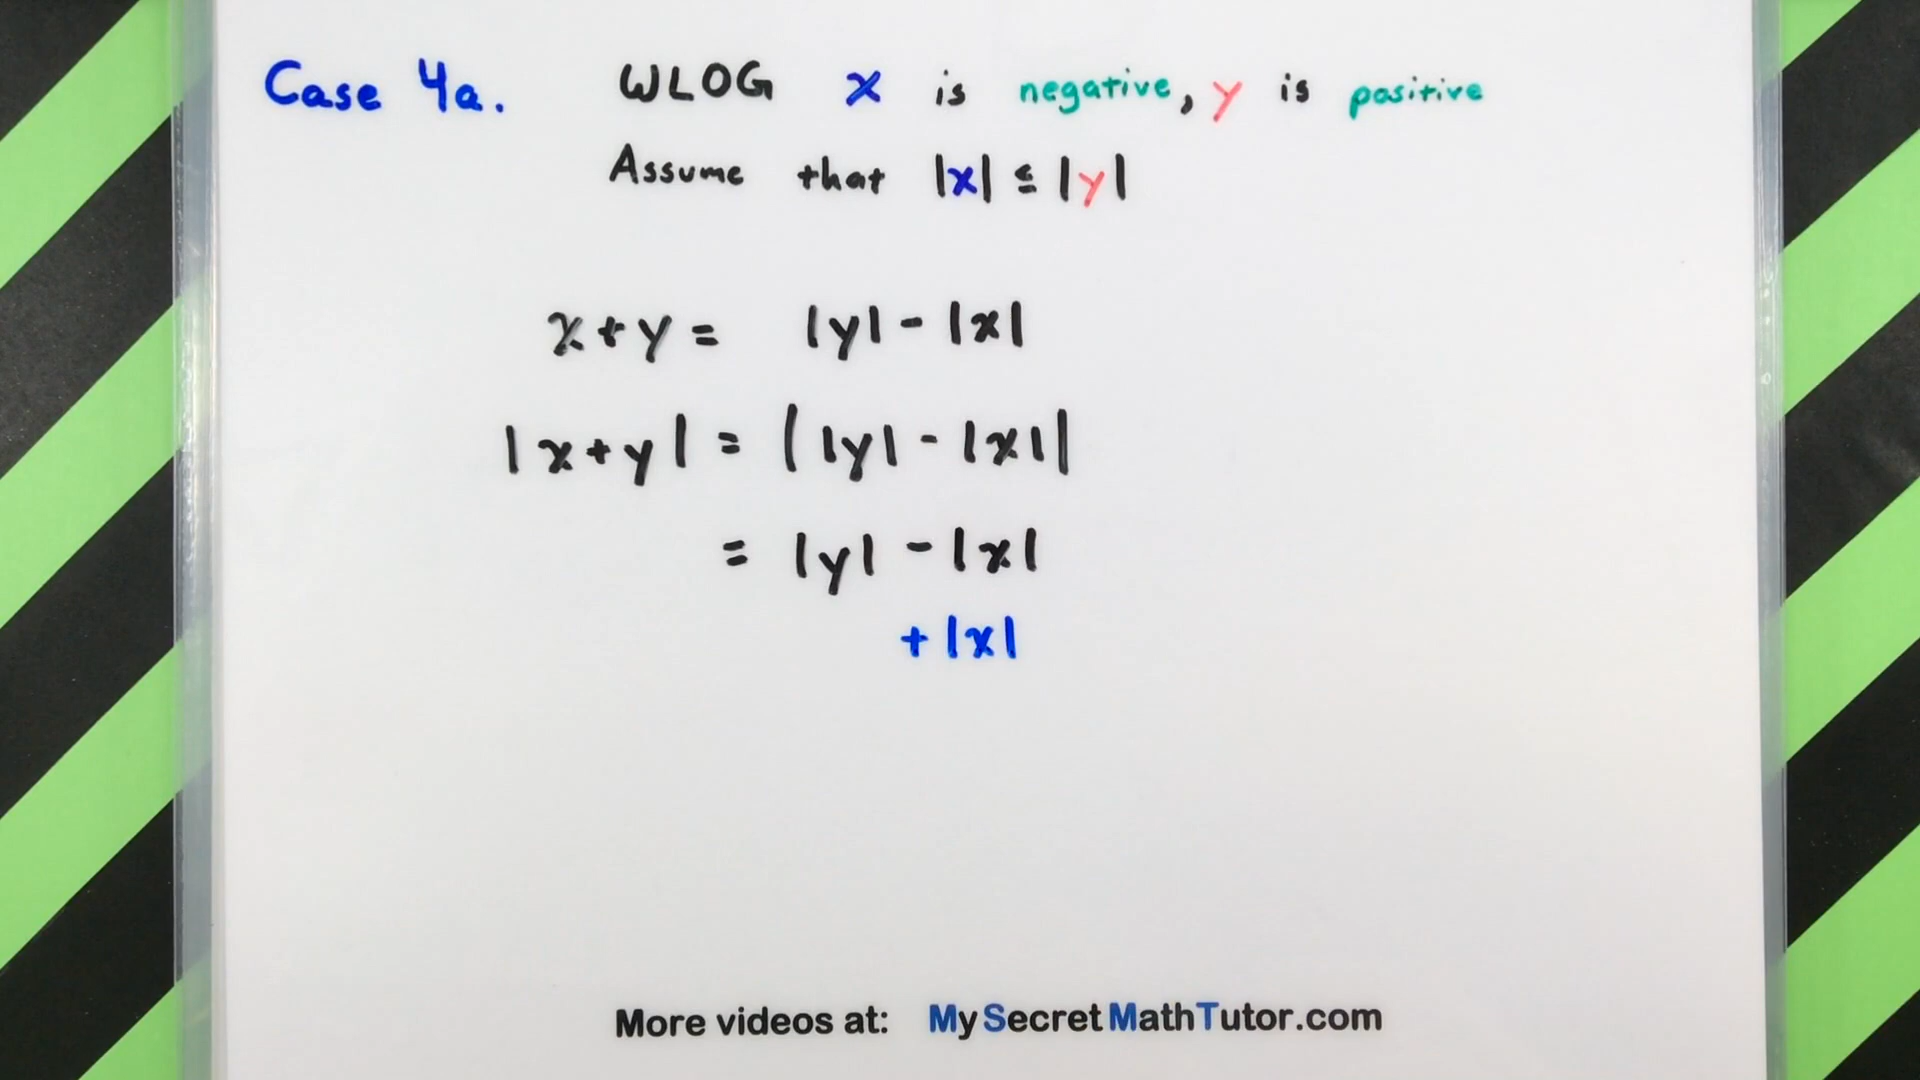 Case 4a. WLOG x is negative, y is positive
Assume that |x| ≤ |y|
x + y = |y| - |x|
|x + y| = ||y| - |x||
= |y| - |x|
+ |x|
More videos at: MySecretMathTutor.com